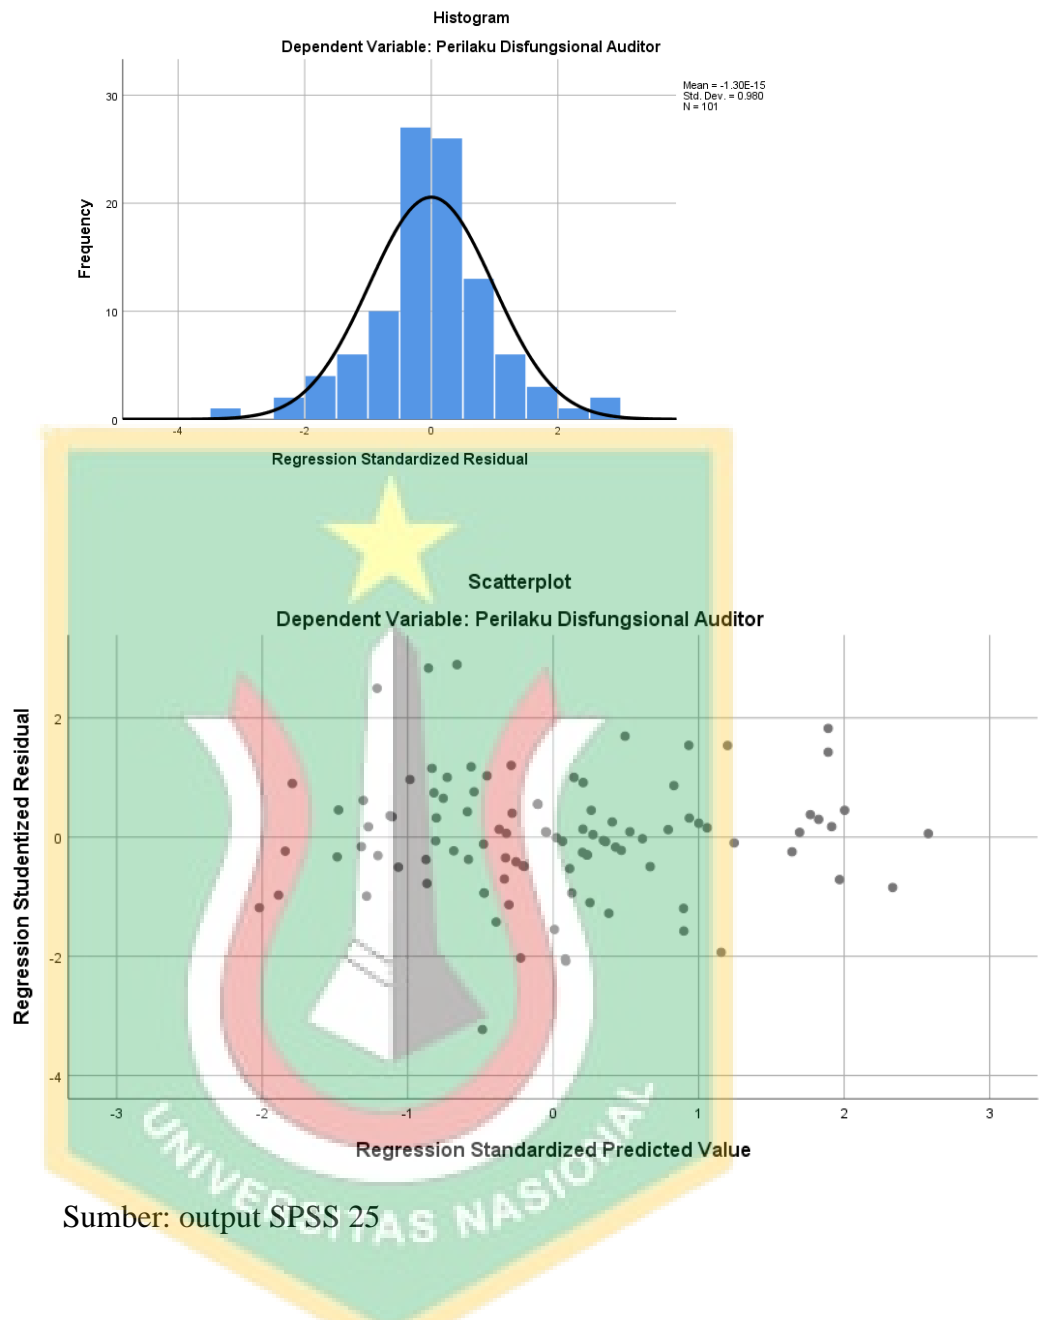 Histogram
Dependent Variable: Perilaku Disfungsional Auditor
Mean = -1.30E-15
Std. Dev. = 0.980
N = 101
Frequency
30
20
10
0
-4
-2
0
2
Regression Standardized Residual
Scatterplot
Dependent Variable: Perilaku Disfungsional Auditor
Regression Studentized Residual
2
0
-2
-4
-3
-2
-1
0
1
2
3
Regression Standardized Predicted Value
UNIVERSITAS NASIONAL
Sumber: output SPSS 25